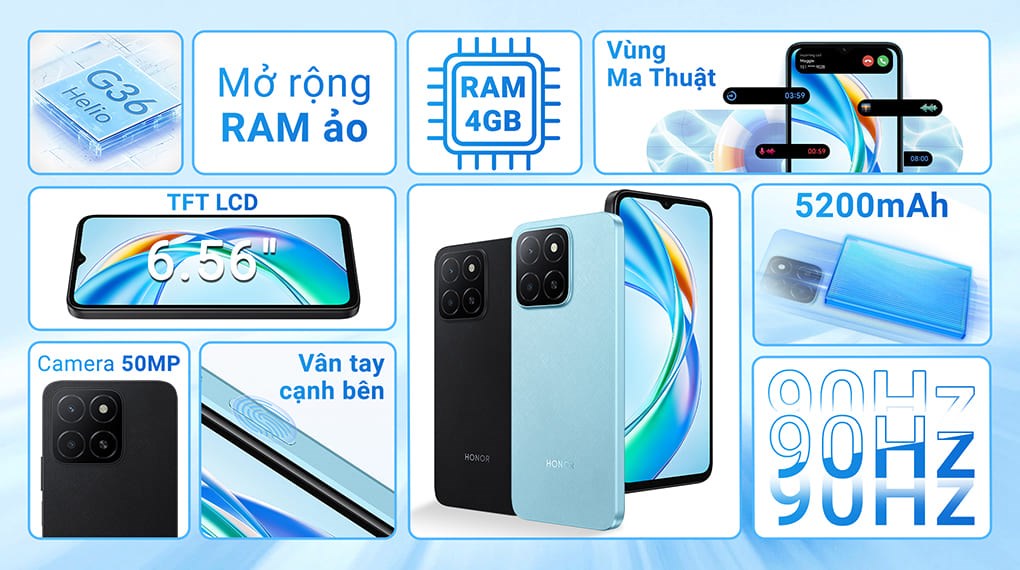 G36
Helio
Mở rộng
RAM ảo
RAM
4GB
Vùng
Ma Thuật
03:59
00:59
08:00
TFT LCD
6.56"
5200mAh
Camera 50MP
Vân tay
cạnh bên
HONOR
HONOR
90Hz
90Hz
90Hz